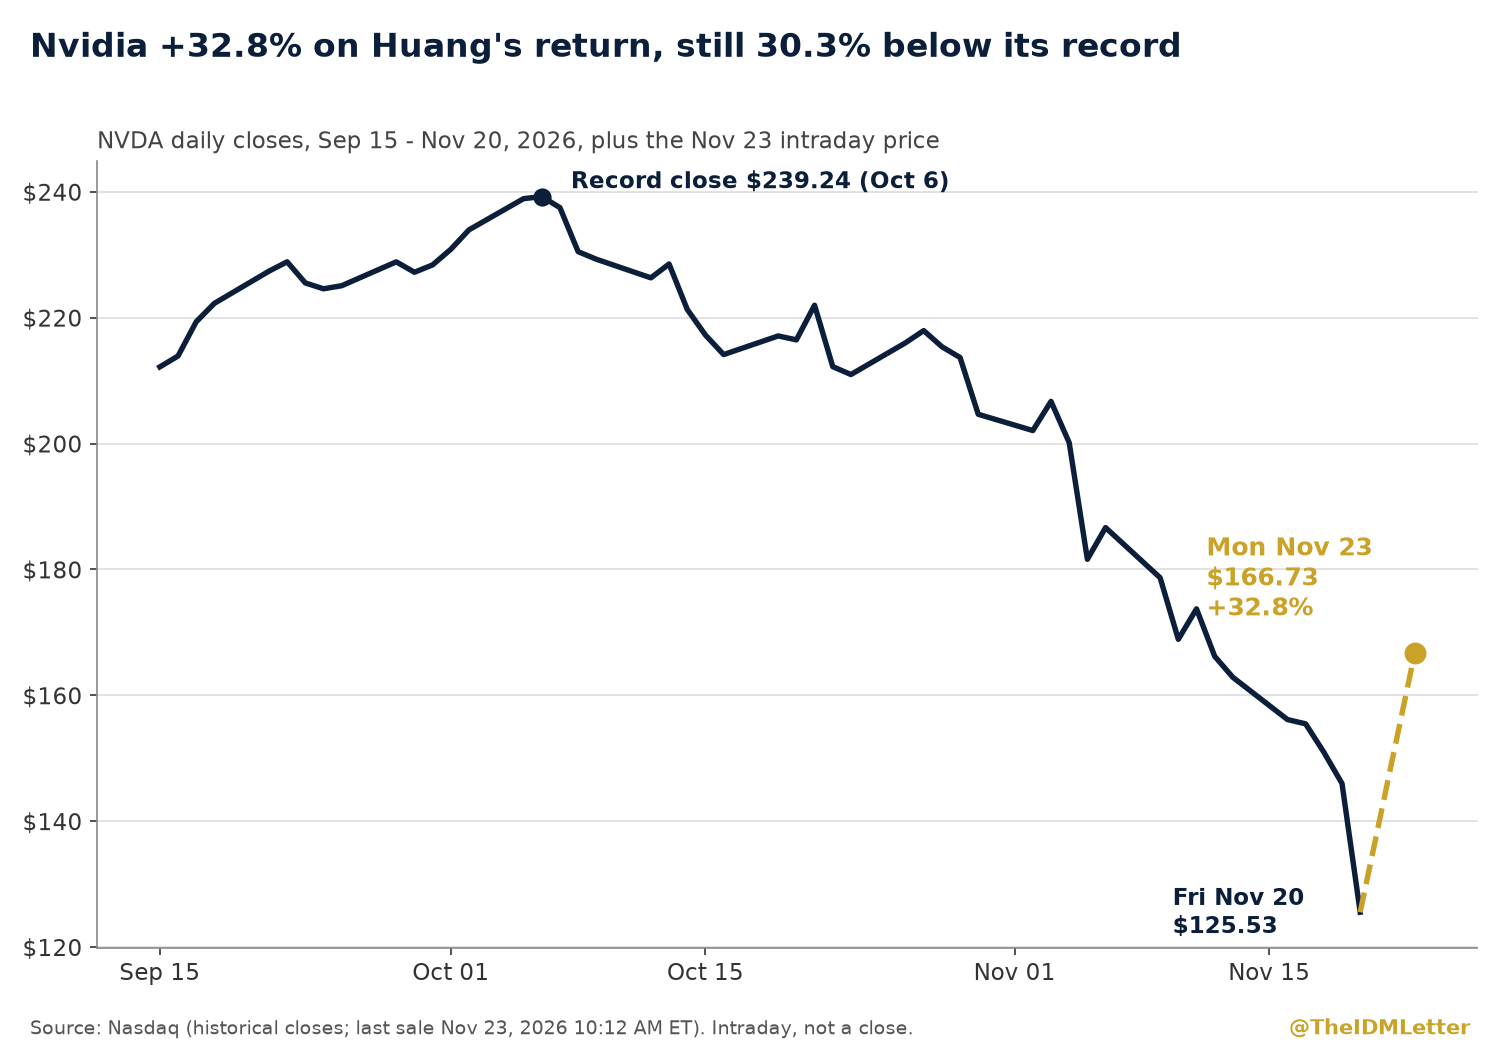 Nvidia +32.8% on Huang's return, still 30.3% below its record
NVDA daily closes, Sep 15 - Nov 20, 2026, plus the Nov 23 intraday price
Record close $239.24 (Oct 6)
$240
$220
$200
$180
$160
$140
$120
Mon Nov 23
$166.73
+32.8%
Fri Nov 20
$125.53
Sep 15
Oct 01
Oct 15
Nov 01
Nov 15
Source: Nasdaq (historical closes; last sale Nov 23, 2026 10:12 AM ET). Intraday, not a close.
@TheIDMLetter